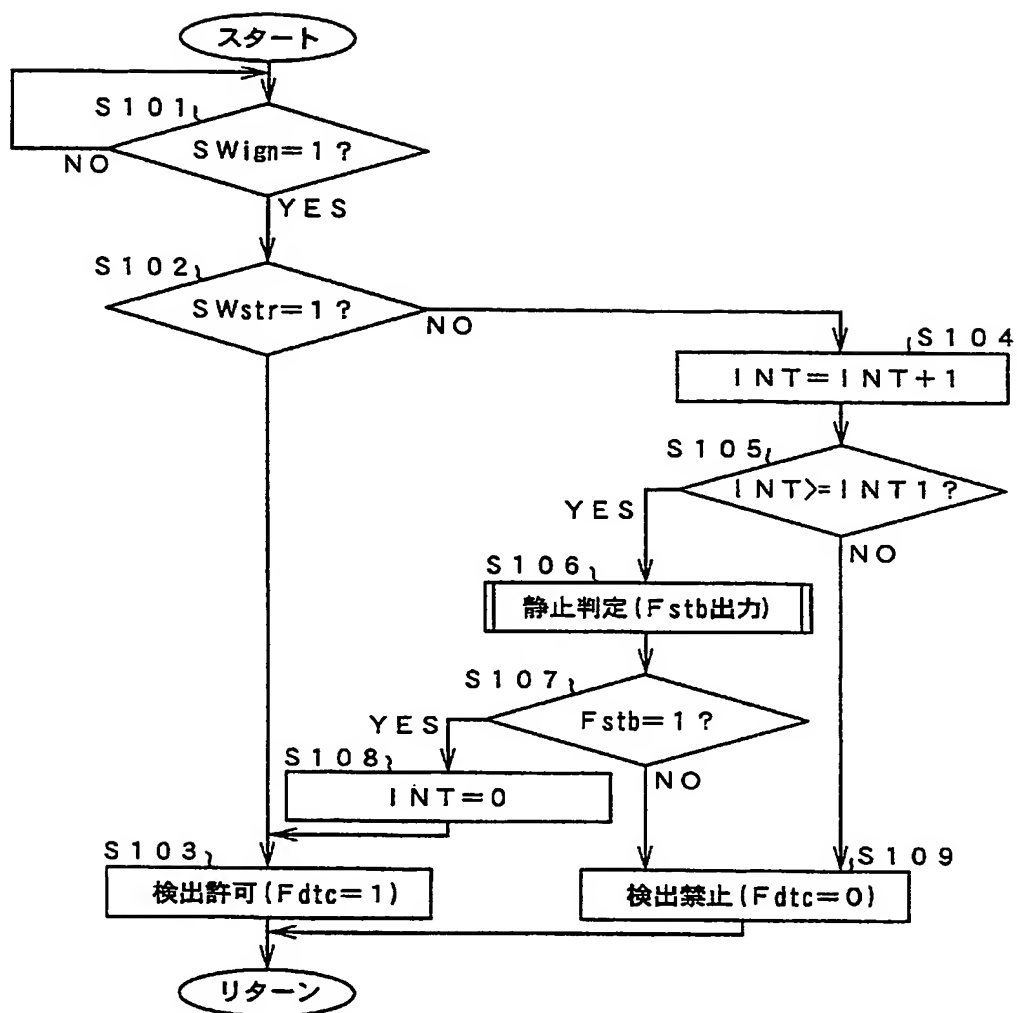 スタート
S101
SWign=1?
NO
YES
S102
SWstr=1?
NO
S104
INT=INT+1
S105
INT>=INT1?
YES
NO
S106
静止判定(Fstb出力)
S107
Fstb=1?
YES
NO
S108
INT=0
S103
検出許可(Fdtc=1)
S109
検出禁止(Fdtc=0)
リターン